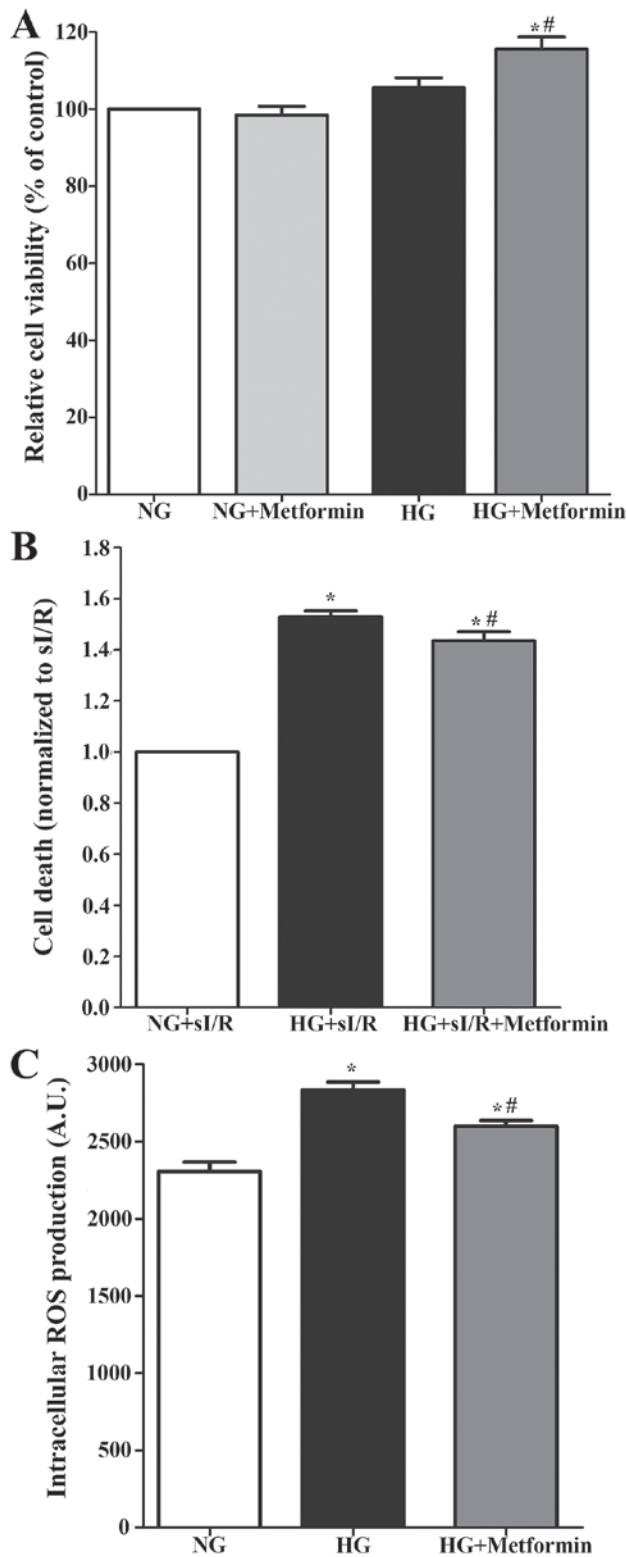 A
Relative cell viability (% of control)
120
100
80
60
40
20
0
*#
NG
NG+Metformin
HG
HG+Metformin
B
Cell death (normalized to sI/R)
1.8
1.6
1.4
1.2
1.0
0.8
0.6
0.4
0.2
0.0
*
*#
NG+sI/R
HG+sI/R
HG+sI/R+Metformin
C
Intracellular ROS production (A.U.)
3000
2500
2000
1500
1000
500
0
*
*#
NG
HG
HG+Metformin